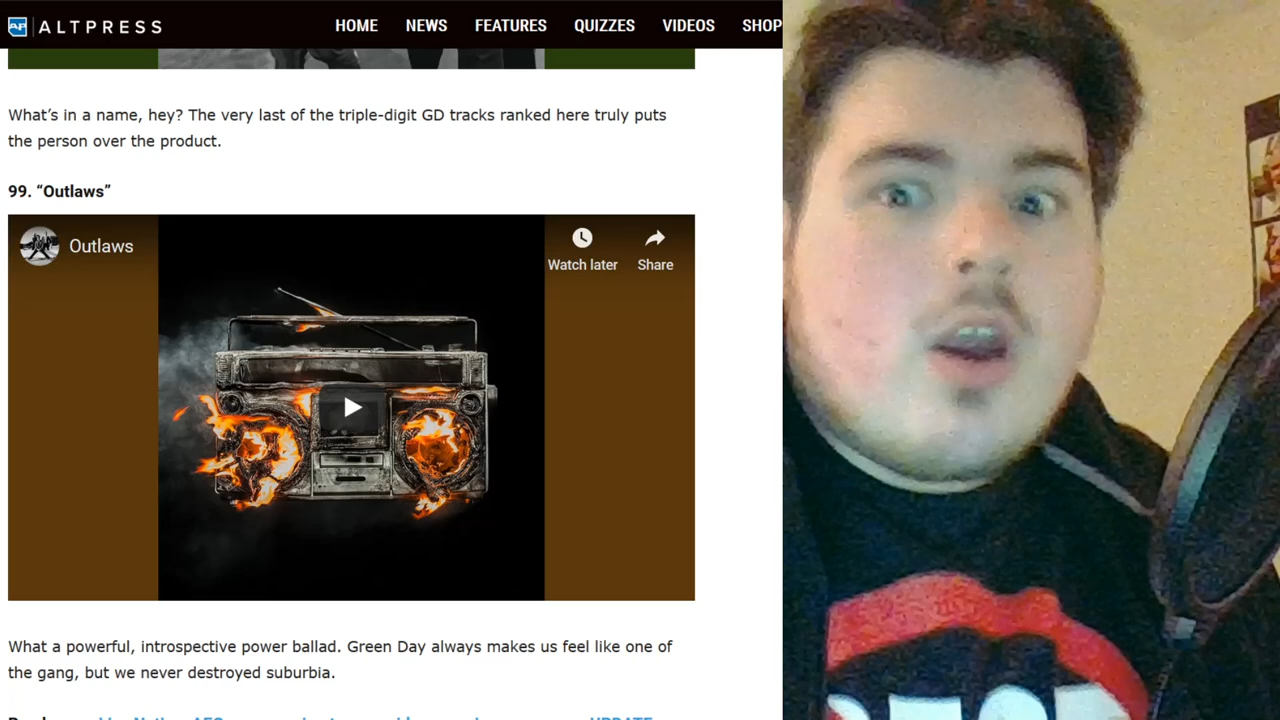 AP ALTPRESS HOME NEWS FEATURES QUIZZES VIDEOS SHOP
What's in a name, hey? The very last of the triple-digit GD tracks ranked here truly puts
the person over the product.
99. “Outlaws”
Outlaws
Watch later Share
What a powerful, introspective power ballad. Green Day always makes us feel like one of
the gang, but we never destroyed suburbia.
UPDATE